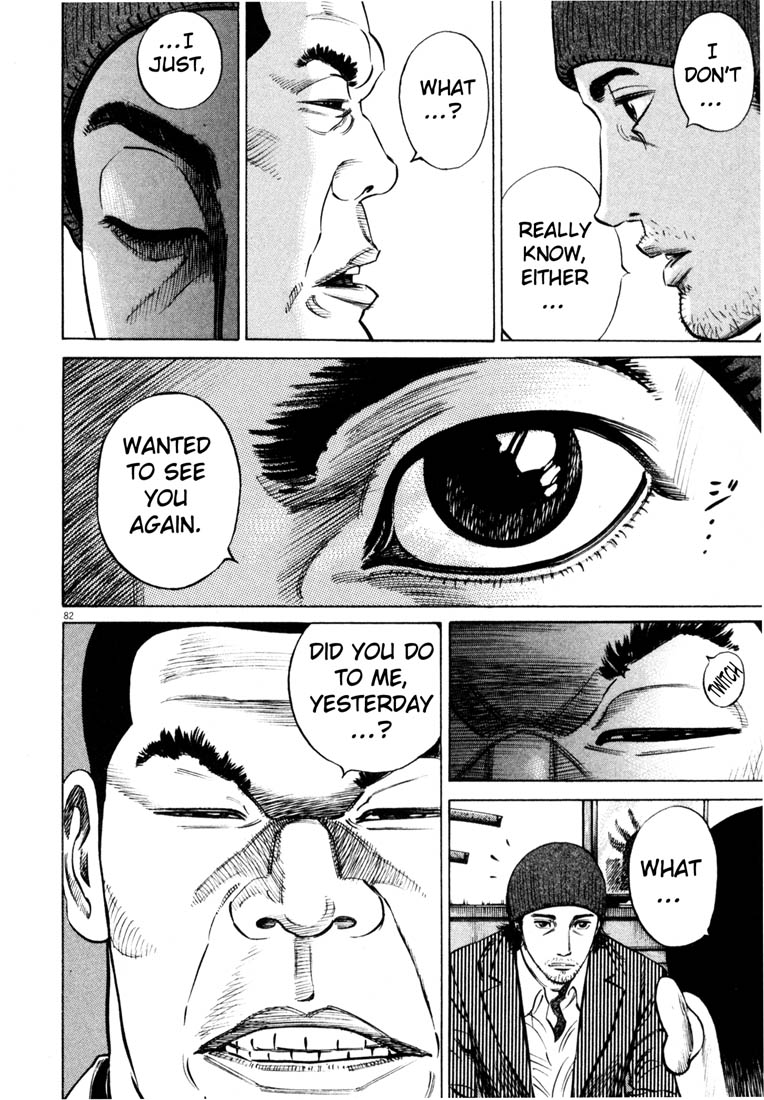 I
DON'T
...
REALLY
KNOW,
EITHER
...
WHAT
...?
...I
JUST,
WANTED
TO SEE
YOU
AGAIN.
82
TWITCH
WHAT
...
DID YOU DO
TO ME,
YESTERDAY
...?